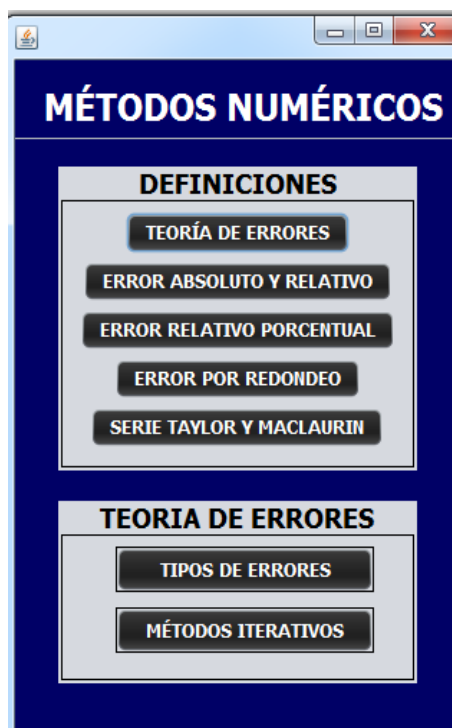 MÉTODOS NUMÉRICOS
DEFINICIONES
TEORÍA DE ERRORES
ERROR ABSOLUTO Y RELATIVO
ERROR RELATIVO PORCENTUAL
ERROR POR REDONDEO
SERIE TAYLOR Y MACLAURIN
TEORIA DE ERRORES
TIPOS DE ERRORES
MÉTODOS ITERATIVOS